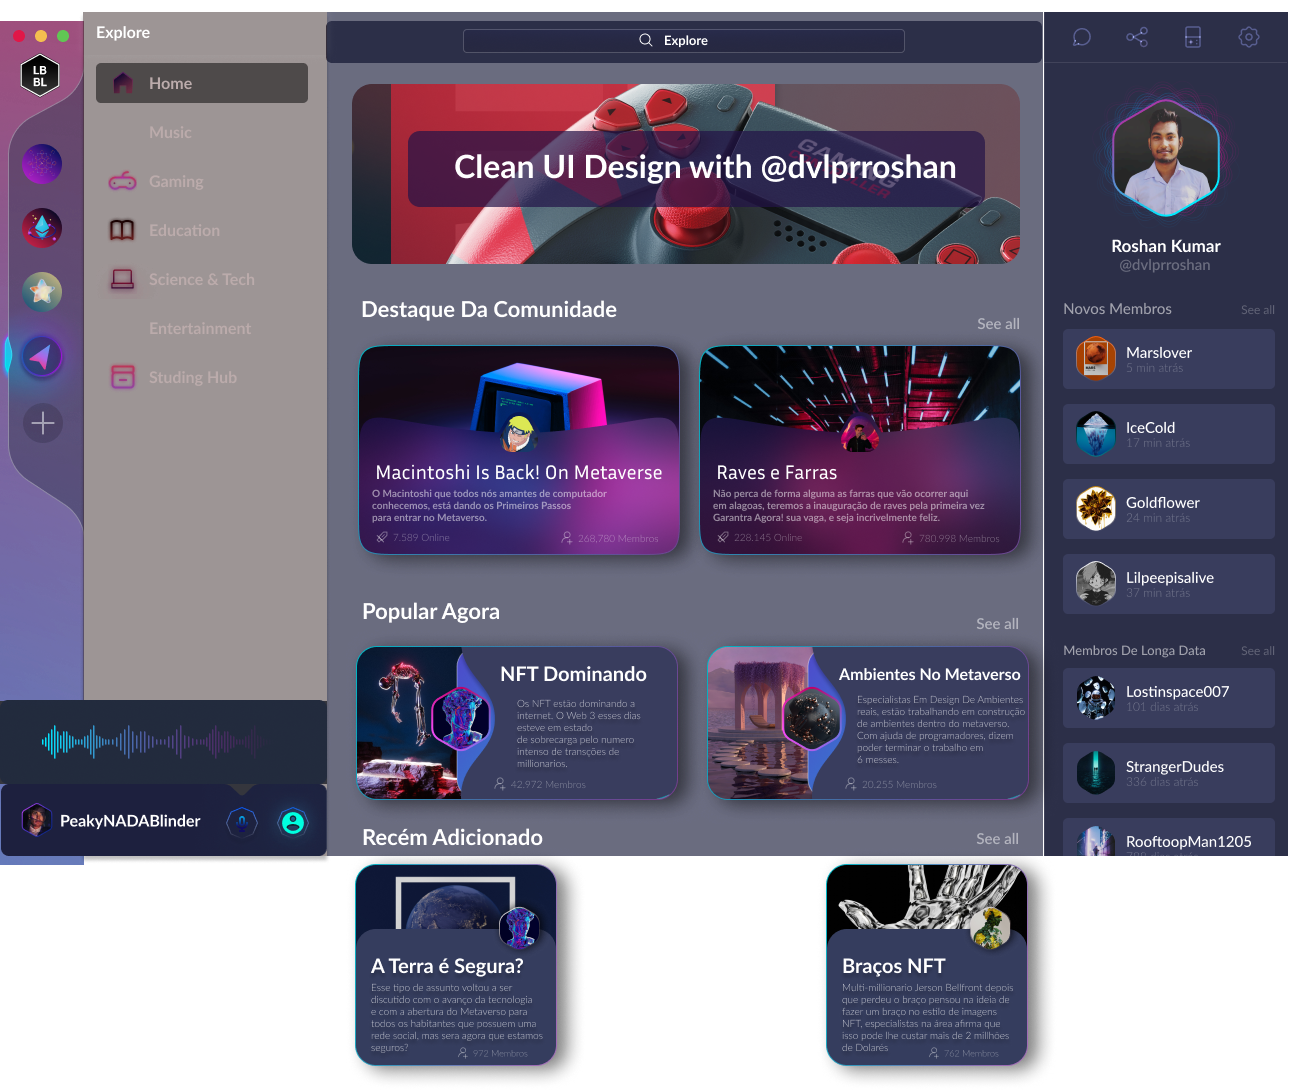 Explore
LB
BL
Home
Music
Gaming
Education
Science & Tech
Entertainment
Studing Hub
PeakyNADABlinder
Explore
GAMING
Clean UI Design with @dvlprroshan
Destaque Da Comunidade
See all
Macintoshi Is Back! On Metaverse
O Macintoshi que todos nós amantes de computador
conhecemos, está dando os Primeiros Passos
para entrar no Metaverso.
7.589 Online
268,780 Membros
Raves e Farras
Não perca de forma alguma as farras que vão ocorrer aqui
em alagoas, teremos a inauguração de raves pela primeira vez
Garantra Agora! sua vaga, e seja incrivelmente feliz.
228.145 Online
780.998 Membros
Popular Agora
See all
NFT Dominando
Os NFT estão dominando a
internet. O Web 3 esses dias
esteve em estado
de sobrecarga pelo numero
intenso de transções de
millionarios.
42.972 Membros
Ambientes No Metaverso
Especialistas Em Design De Ambientes
reais, estão trabalhando em construção
de ambientes dentro do metaverso.
Com ajuda de programadores, dizem
poder terminar o trabalho em
6 messes.
20.255 Membros
Recém Adicionado
See all
A Terra é Segura?
Esse tipo de assunto voltou a ser
discutido com o avanço da tecnologia
e com a abertura do Metaverso para
todos os habitantes que possuem uma
rede social, mas sera agora que estamos
seguros?
972 Membros
Braços NFT
Multi-millionario Jerson Bellfront depois
que perdeu o braço pensou na ideia de
fazer um braço no estilo de imagens
NFT, especialistas na área afirma que
isso pode lhe custar mais de 2 millhões
de Dolarés
762 Membros
Roshan Kumar
@dvlprroshan
Novos Membros
See all
Marslover
5 min atrás
IceCold
17 min atrás
Goldflower
24 min atrás
Lilpeepisalive
37 min atrás
Membros De Longa Data
See all
Lostinspace007
101 dias atrás
StrangerDudes
336 dias atrás
RooftoopMan1205